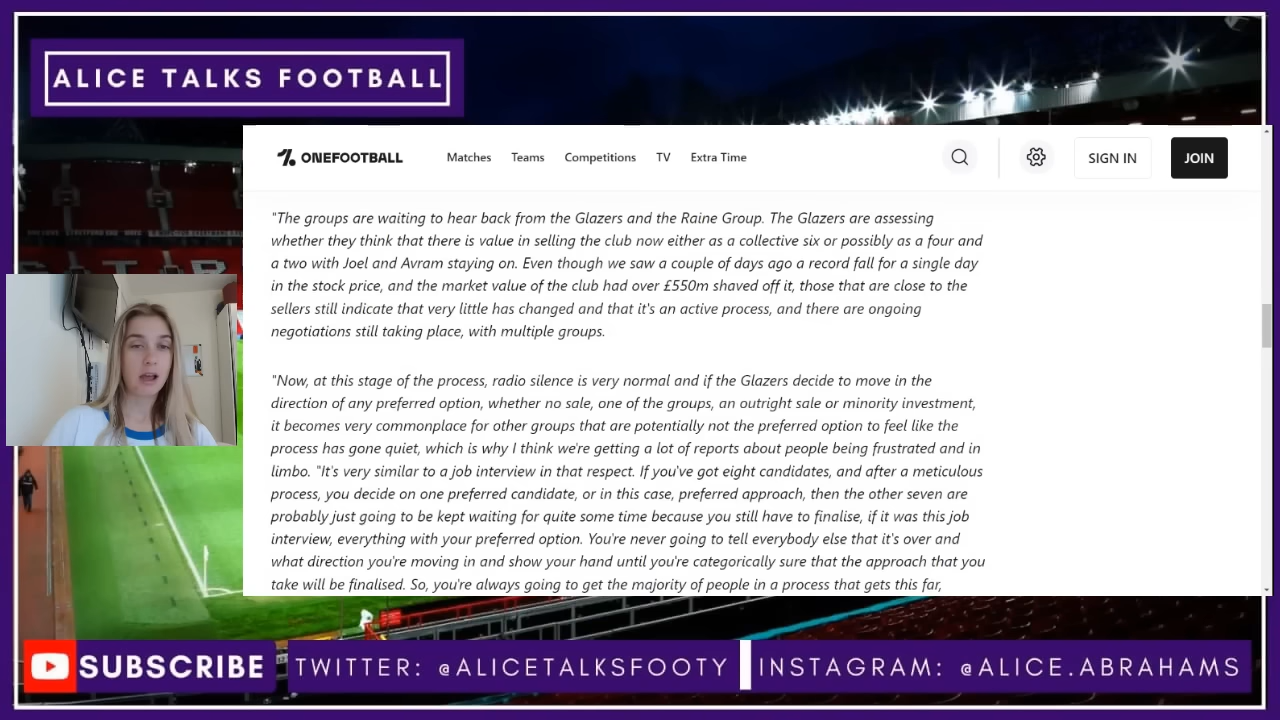 ALICE TALKS FOOTBALL
ONEFOOTBALL
Matches Teams Competitions TV Extra Time
SIGN IN
JOIN
"The groups are waiting to hear back from the Glazers and the Raine Group. The Glazers are assessing
whether they think that there is value in selling the club now either as a collective six or possibly as a four and
a two with Joel and Avram staying on. Even though we saw a couple of days ago a record fall for a single day
in the stock price, and the market value of the club had over £550m shaved off it, those that are close to the
sellers still indicate that very little has changed and that it's an active process, and there are ongoing
negotiations still taking place, with multiple groups.
"Now, at this stage of the process, radio silence is very normal and if the Glazers decide to move in the
direction of any preferred option, whether no sale, one of the groups, an outright sale or minority investment,
it becomes very commonplace for other groups that are potentially not the preferred option to feel like the
process has gone quiet, which is why I think we're getting a lot of reports about people being frustrated and in
limbo. "It's very similar to a job interview in that respect. If you've got eight candidates, and after a meticulous
process, you decide on one preferred candidate, or in this case, preferred approach, then the other seven are
probably just going to be kept waiting for quite some time because you still have to finalise, if it was this job
interview, everything with your preferred option. You're never going to tell everybody else that it's over and
what direction you're moving in and show your hand until you're categorically sure that the approach that you
take will be finalised. So, you're always going to get the majority of people in a process that gets this far,
SUBSCRIBE
TWITTER: @ALICETALKSFOOTY
INSTAGRAM: @ALICE.ABRAHAMS